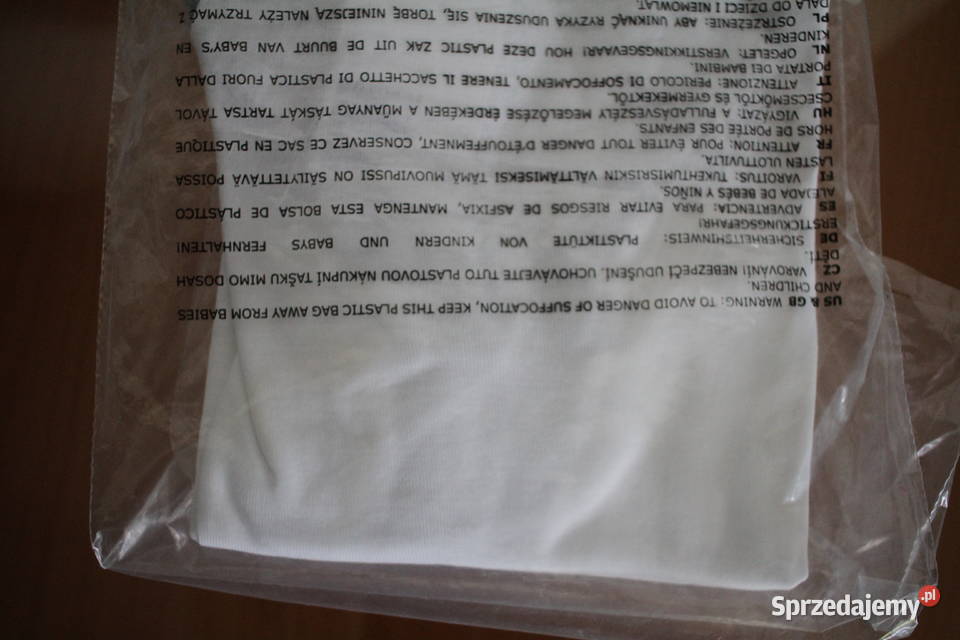 US & GB WARNING: TO AVOID DANGER OF SUFFOCATION, KEEP THIS PLASTIC BAG AWAY FROM BABIES
AND CHILDREN.
CZ VAROVÁNÍ! NEBEZPEČÍ UDUŠENÍ. UCHOVÁVEJTE TUTO PLASTOVOU NÁKUPNÍ TAŠKU MIMO DOSAH
DĚTÍ.
DE SICHERHEITSHINWEIS: PLASTIKTÜTE VON KINDERN UND BABYS FERNHALTEN!
ERSTICKUNGSGEFAHR!
ES ADVERTENCIA: PARA EVITAR RIESGOS DE ASFIXIA, MANTENGA ESTA BOLSA DE PLÁSTICO
ALEJADA DE BEBÉS Y NIÑOS.
FI VAROITUS: TUKEHTUMISRISKIN VÄLTTÄMISEKSI TÄMÄ MUOVIPUSSI ON SÄILYTETTÄVÄ POISSA
LASTEN ULOTTUVILTA.
FR ATTENTION: POUR ÉVITER TOUT DANGER D'ÉTOUFFEMENT, CONSERVEZ CE SAC EN PLASTIQUE
HORS DE PORTÉE DES ENFANTS.
HU VIGYÁZAT: A FULLADÁSVESZÉLY MEGELŐZÉSE ÉRDEKÉBEN A MŰANYAG TÁSKÁT TARTSA TÁVOL
CSECSEMŐKTŐL ÉS GYERMEKEKTŐL.
IT ATTENZIONE: PERICOLO DI SOFFOCAMENTO, TENERE IL SACCHETTO DI PLASTICA FUORI DALLA
PORTATA DEI BAMBINI.
NL OPGELET: VERSTIKKINGSGEVAAR! HOU DEZE PLASTIC ZAK UIT DE BUURT VAN BABY'S EN
KINDEREN.
PL OSTRZEŻENIE: ABY UNIKNĄĆ RYZYKA UDUSZENIA SIĘ, TORBĘ NINIEJSZĄ NALEŻY TRZYMAĆ Z
DALA OD DZIECI I NIEMOWLĄT.
Sprzedajemy.pl